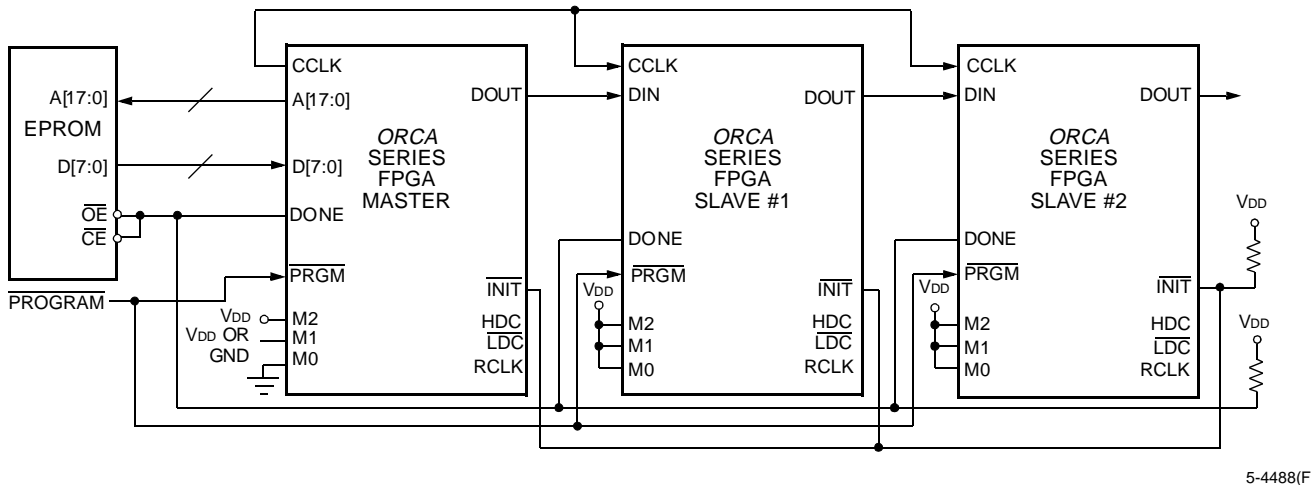 EPROM
A[17:0]
D[7:0]
OE
CE
PROGRAM
CCLK
A[17:0]
D[7:0]
DONE
PRGM
VDD
M2
VDD OR
GND
M1
M0
ORCA
SERIES
FPGA
MASTER
DOUT
INIT
HDC
LDC
RCLK
CCLK
DIN
DONE
PRGM
VDD
M2
M1
M0
ORCA
SERIES
FPGA
SLAVE #1
DOUT
INIT
HDC
LDC
RCLK
CCLK
DIN
DONE
PRGM
VDD
M2
M1
M0
ORCA
SERIES
FPGA
SLAVE #2
DOUT
INIT
HDC
LDC
RCLK
VDD
VDD
5-4488(F